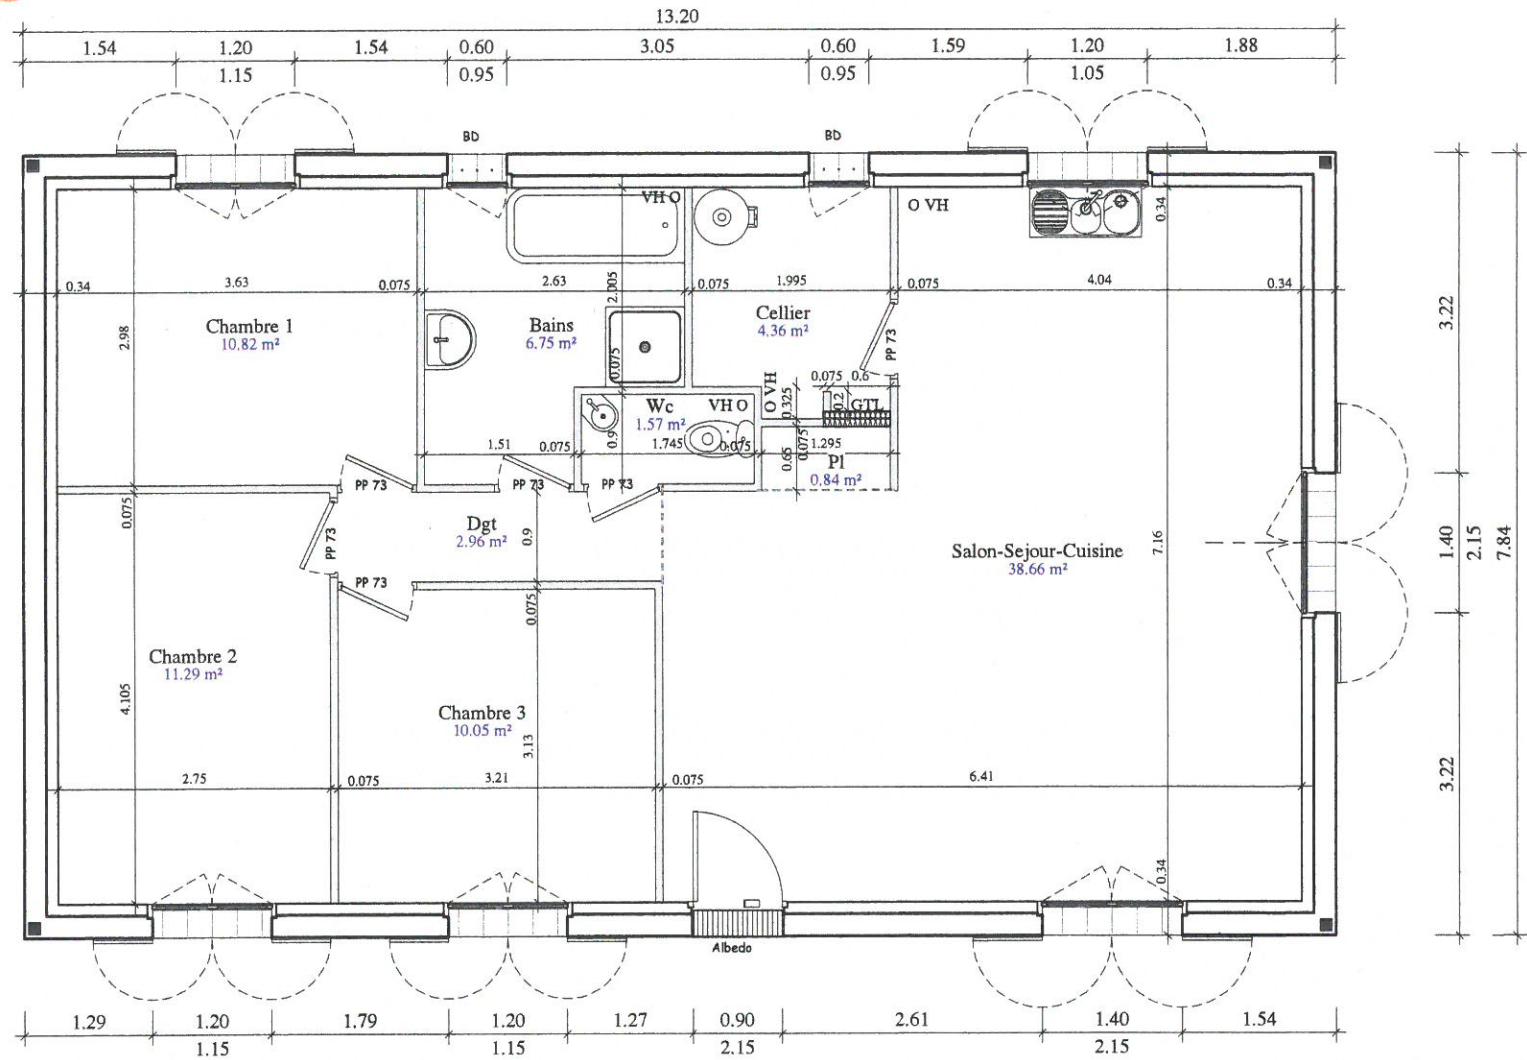 13.20
1.54 1.20 1.54 0.60 3.05 0.60 1.59 1.20 1.88
1.15 0.95 0.95 1.05
BD BD
VH O
O VH
0.34
0.34 3.63 0.075 2.63 2.005 0.075 1.995 0.075 4.04 0.34
Chambre 1
10.82 m²
2.98
Bains
6.75 m²
0.075
Cellier
4.36 m²
PP 73
3.22
0.075 0.6
O VH
0.325
0.2
GTL
Wc
1.57 m²
VH O
0.9
1.51 0.075 1.745 0.075 1.295
0.65
0.075
Pl
0.84 m²
PP 73 PP 73 PP 73
0.075
Dgt
2.96 m²
0.9
PP 73
PP 73
0.075
Salon-Sejour-Cuisine
38.66 m²
7.16
1.40
2.15
7.84
Chambre 2
11.29 m²
4.105
Chambre 3
10.05 m²
3.13
2.75 0.075 3.21 0.075 6.41
3.22
0.34
Albedo
1.29 1.20 1.79 1.20 1.27 0.90 2.61 1.40 1.54
1.15 1.15 2.15 2.15